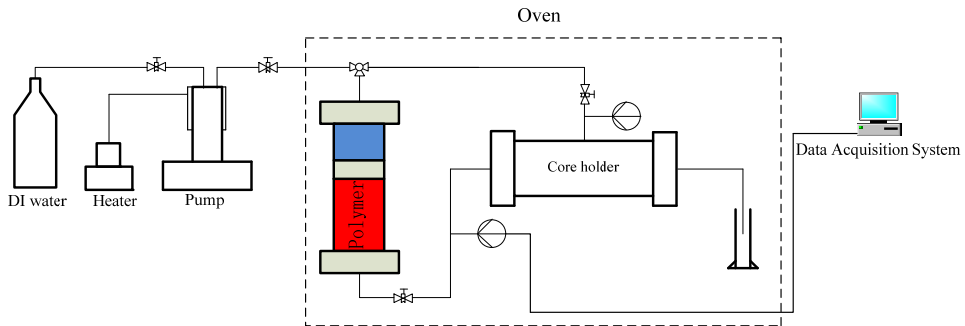 Oven
DI water
Heater
Pump
Polymer
Core holder
Data Acquisition System